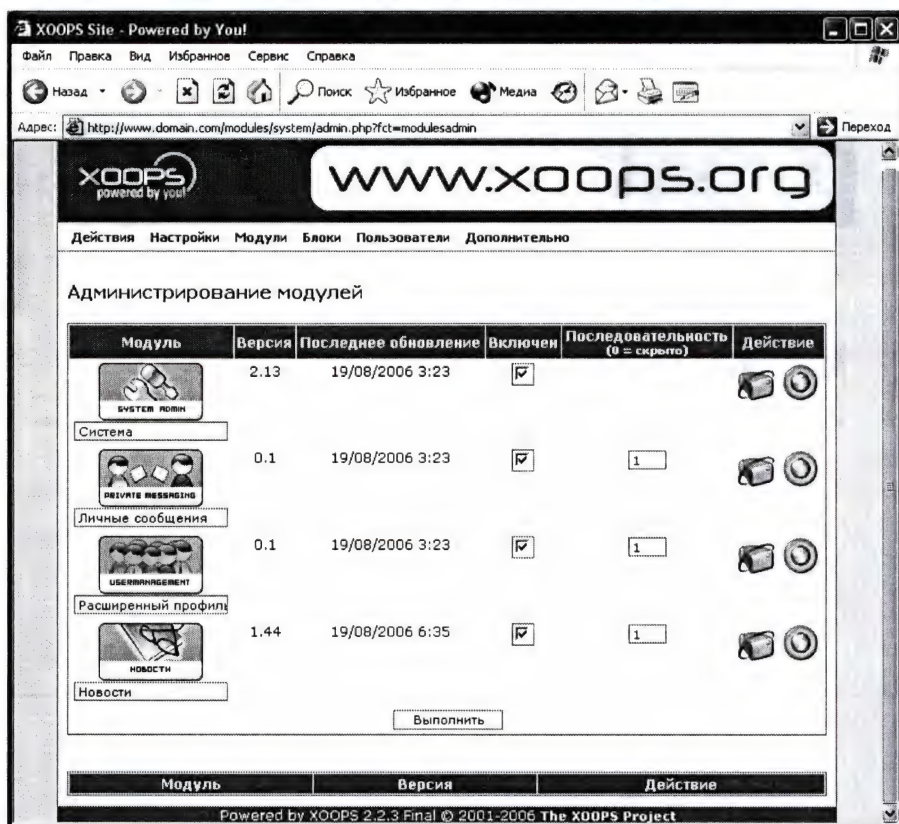 XOOPS Site - Powered by You!
Файл Правка Вид Избранное Сервис Справка
Назад Поиск Избранное Медиа
Адрес: http://www.domain.com/modules/system/admin.php?fct=modulesadmin Переход
XOOPS
powered by you!
www.xoops.org
Действия Настройки Модули Блоки Пользователи Дополнительно
Администрирование модулей
Модуль Версия Последнее обновление Включен Последовательность (0 = скрыто) Действие
2.13 19/08/2006 3:23
SYSTEM ADMIN
Система
0.1 19/08/2006 3:23 1
PRIVATE MESSAGING
Личные сообщения
0.1 19/08/2006 3:23 1
USERMANAGEMENT
Расширенный профиль
1.44 19/08/2006 6:35 1
НОВОСТИ
Новости
Выполнить
Модуль Версия Действие
Powered by XOOPS 2.2.3 Final © 2001-2006 The XOOPS Project